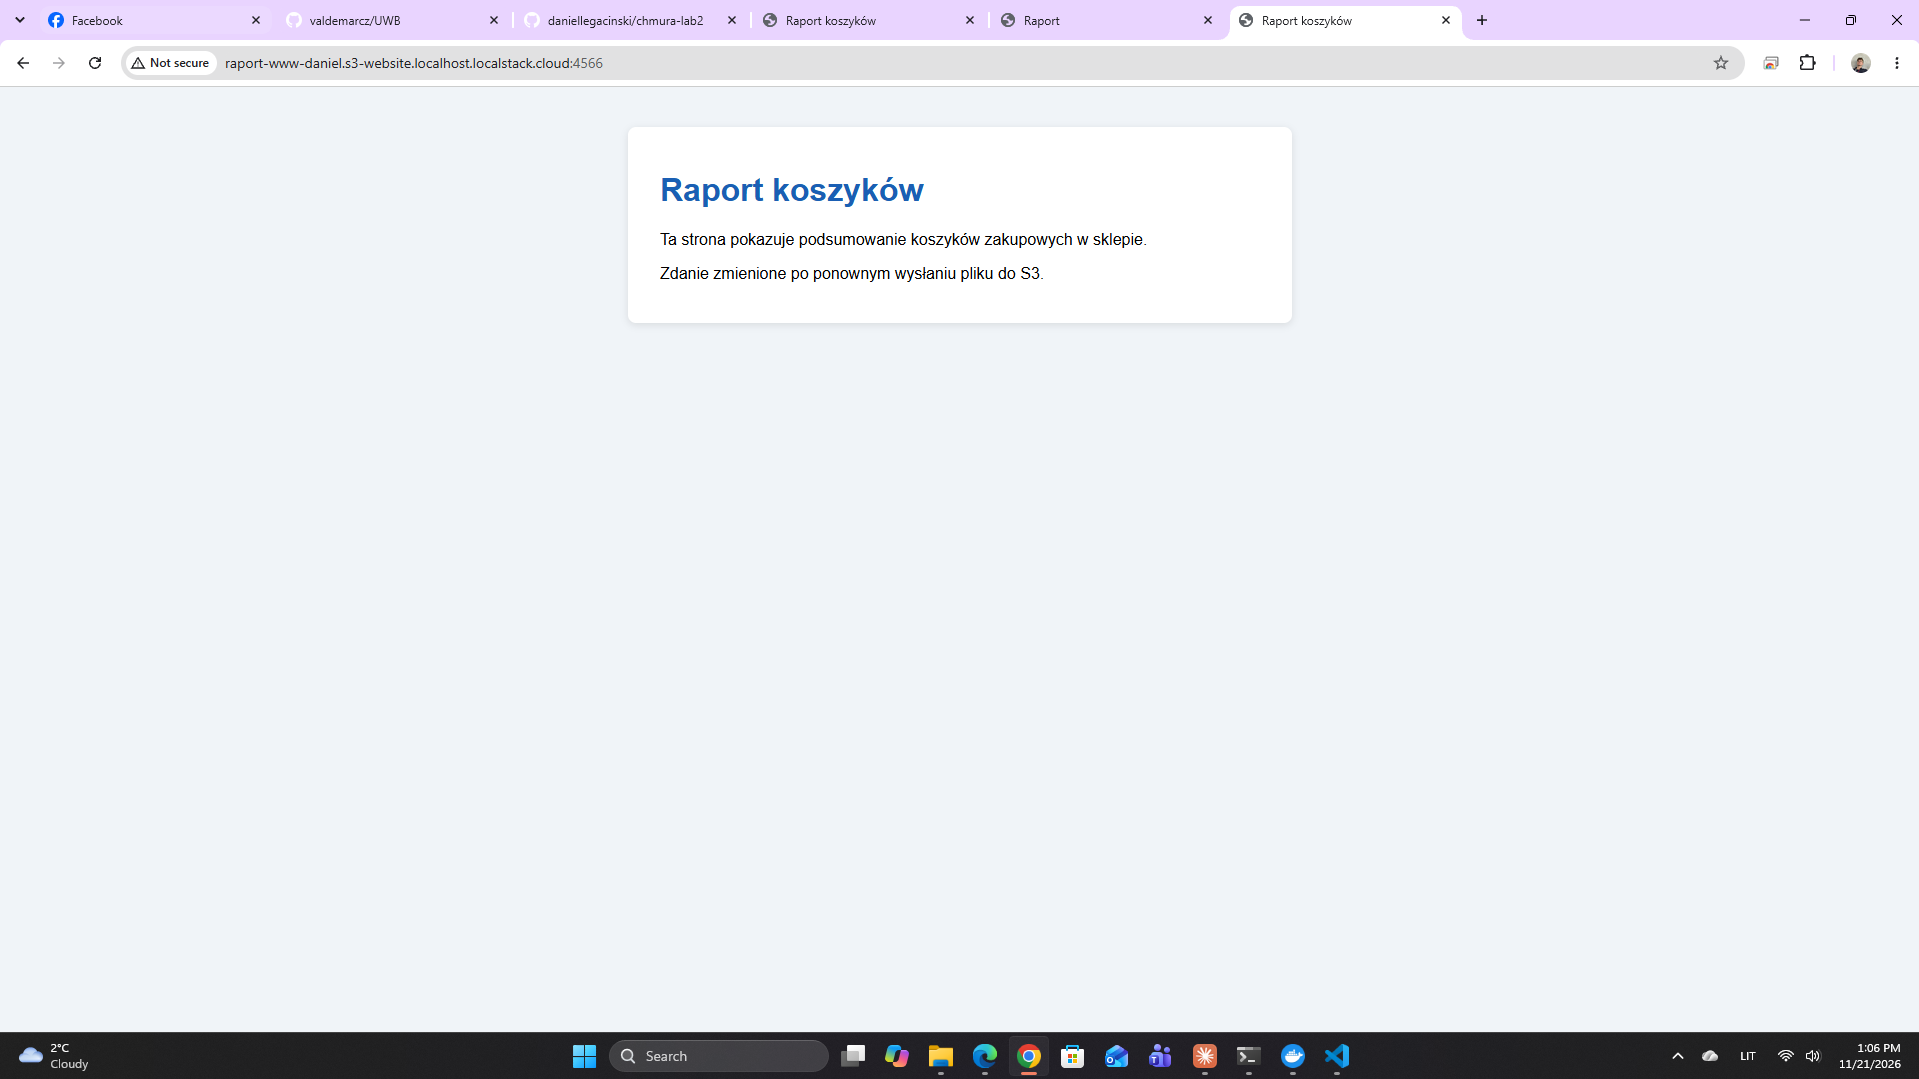 Facebook
valdemarcz/UWB
daniellegacinski/chmura-lab2
Raport koszyków
Raport
Raport koszyków
Not secure
raport-www-daniel.s3-website.localhost.localstack.cloud:4566
Raport koszyków
Ta strona pokazuje podsumowanie koszyków zakupowych w sklepie.
Zdanie zmienione po ponownym wysłaniu pliku do S3.
2°C
Cloudy
Search
LIT
1:06 PM
11/21/2026